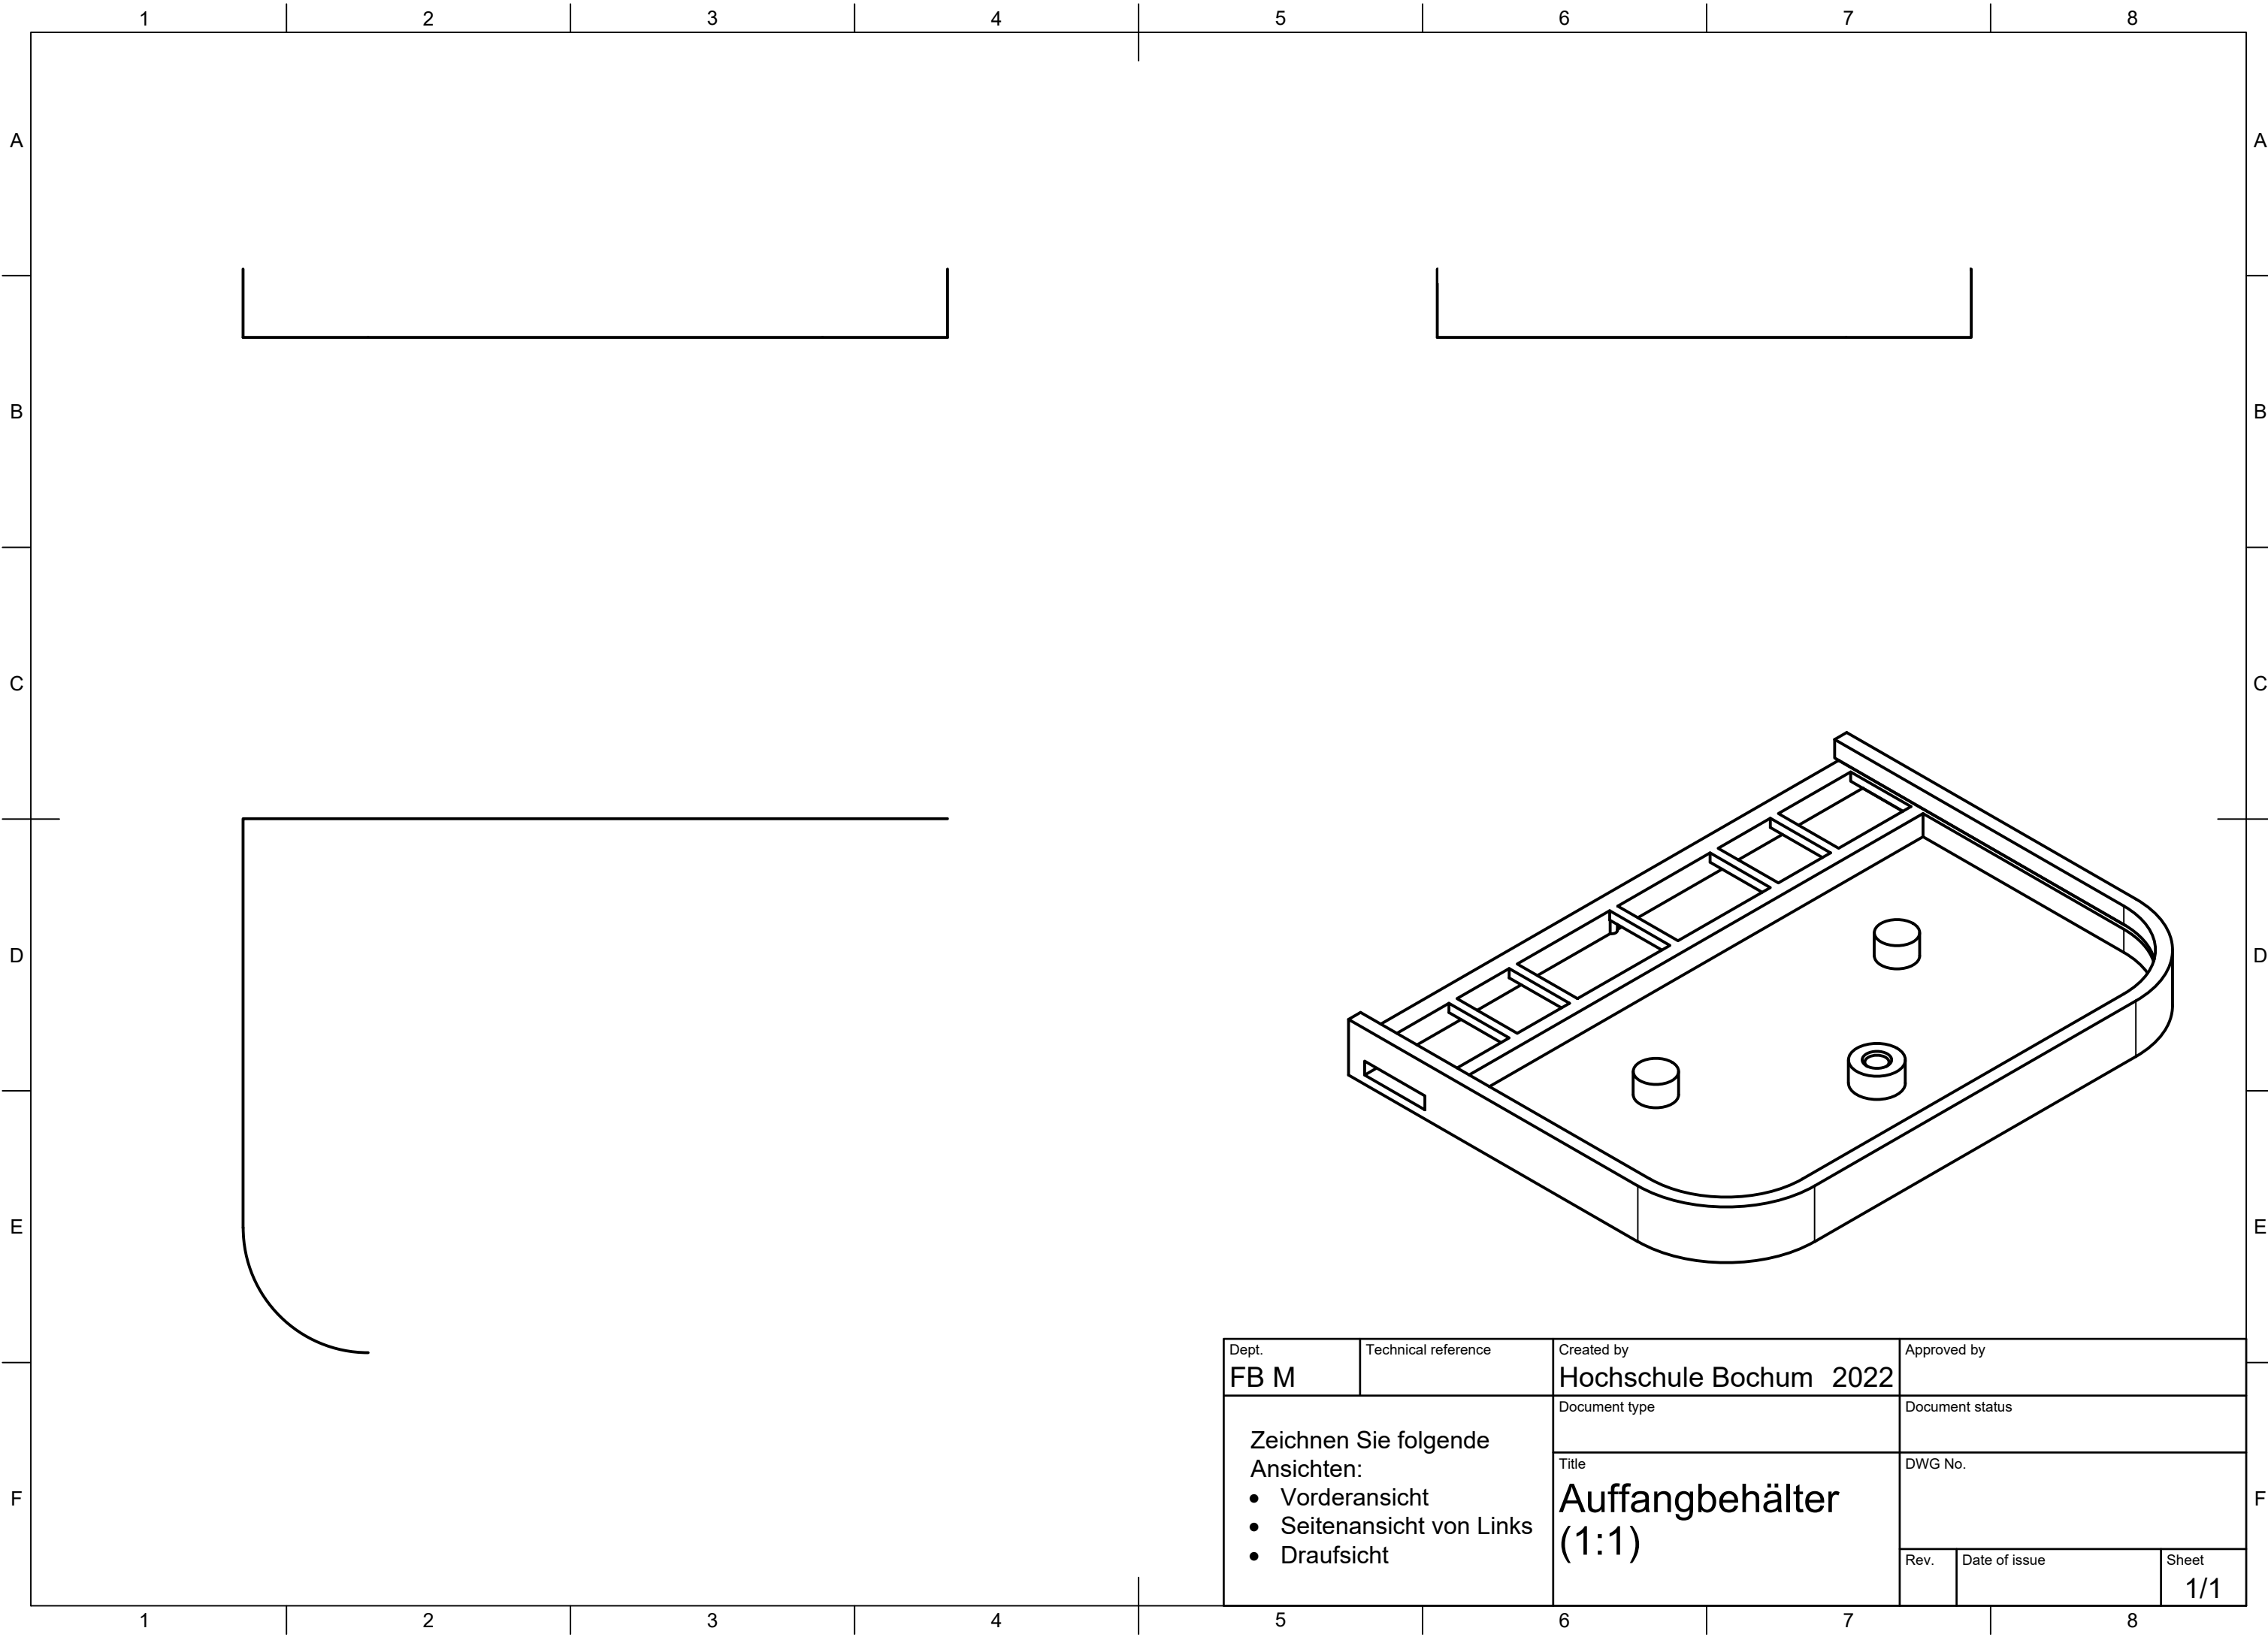 1 2 3 4 5 6 7 8
A A
B B
C C
D D
E E
F F
1 2 3 4 5 6 7 8
Dept.
FB M
Technical reference
Created by
Hochschule Bochum 2022
Approved by
Zeichnen Sie folgende
Ansichten:
• Vorderansicht
• Seitenansicht von Links
• Draufsicht
Document type
Document status
Title
Auffangbehälter
(1:1)
DWG No.
Rev.
Date of issue
Sheet
1/1